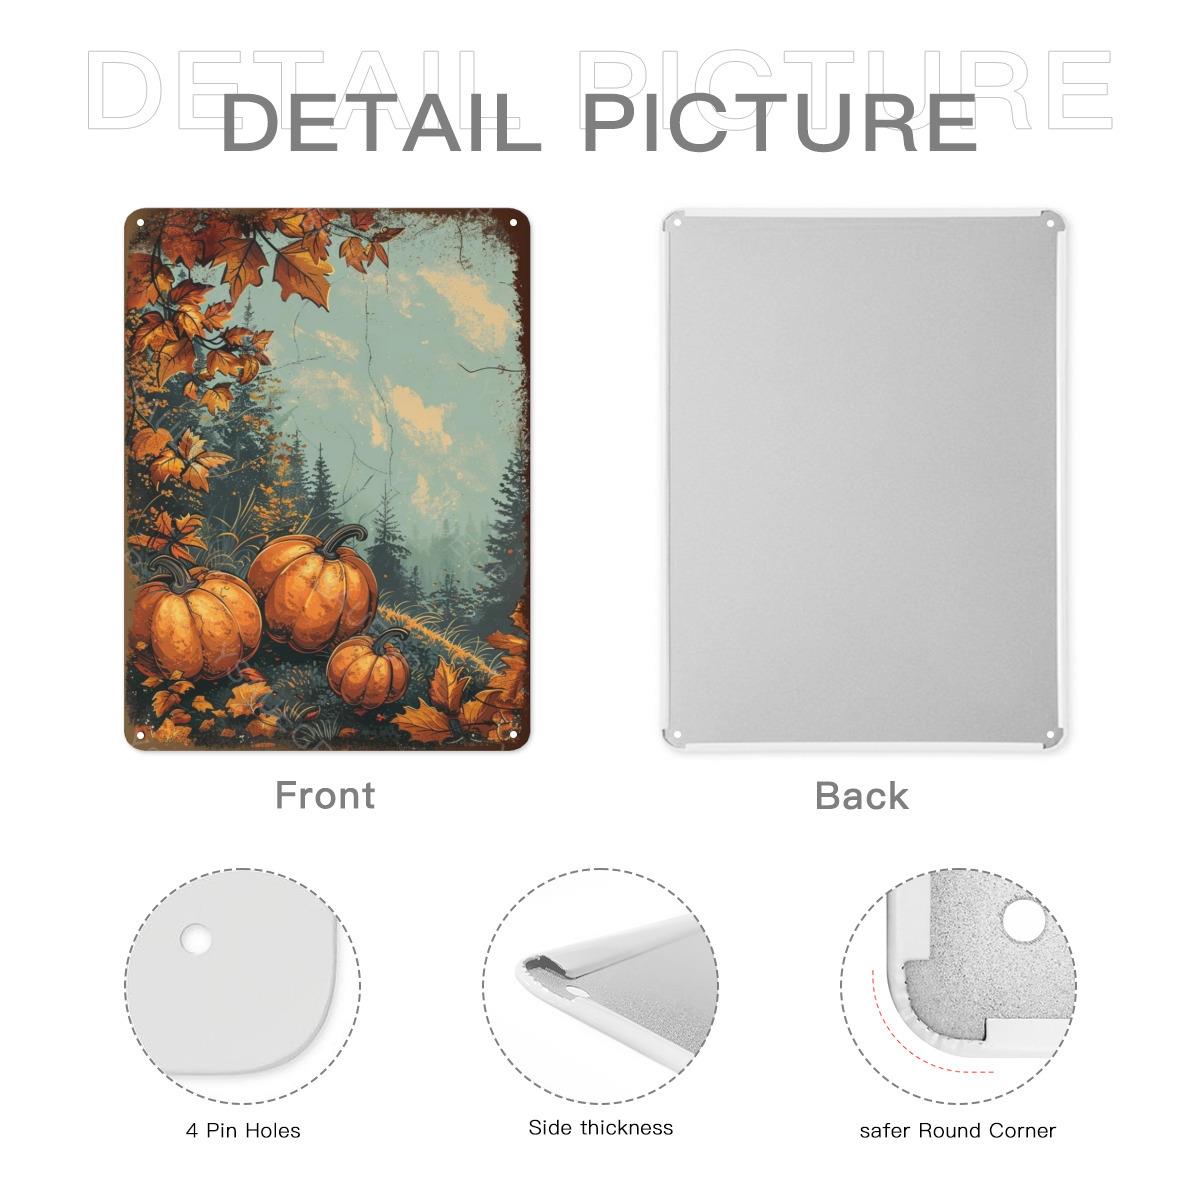 DETAIL PICTURE
DETAIL PICTURE
Front
Back
4 Pin Holes
Side thickness
safer Round Corner